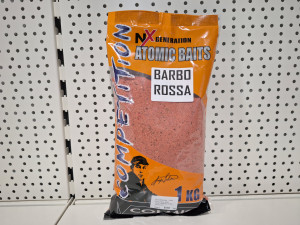 NX GENERATION
ATOMIC BAITS
BARBO
ROSSA
COMPETITION
1 KG